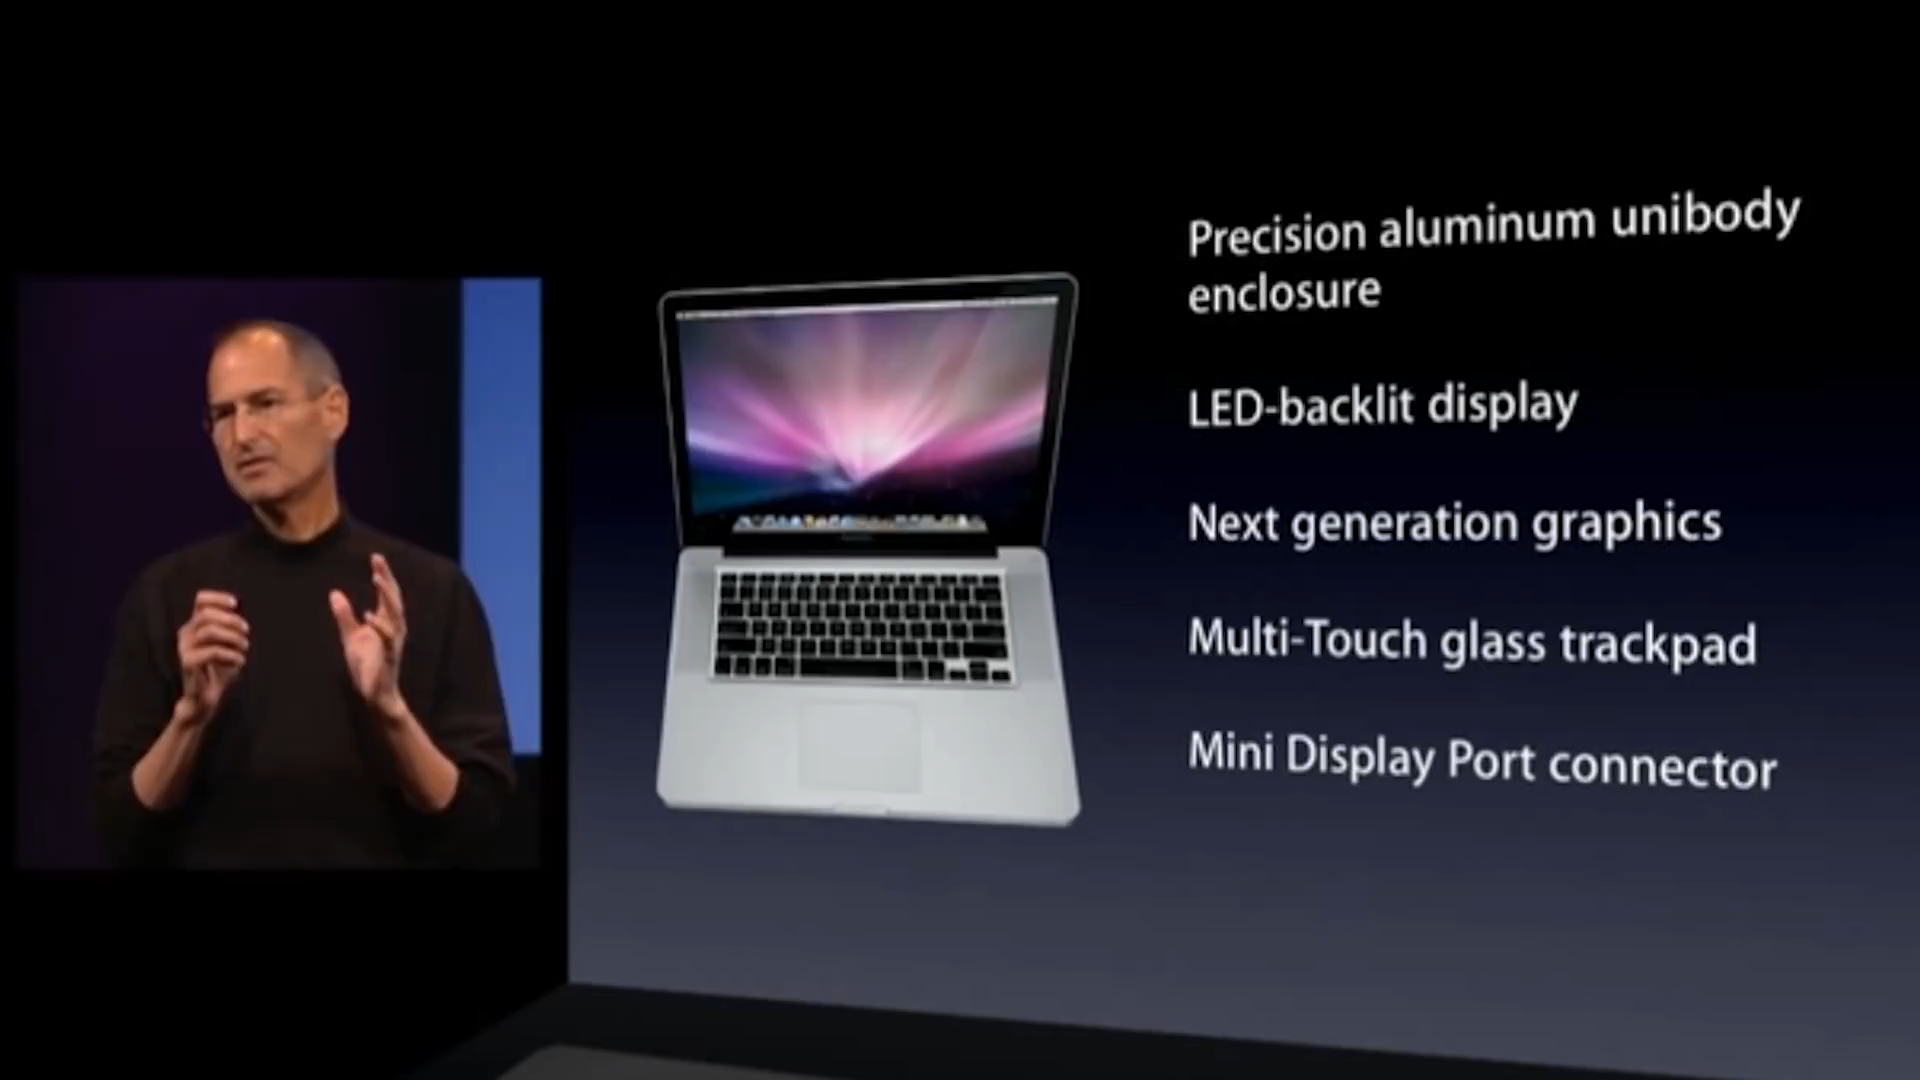 Precision aluminum unibody
enclosure
LED-backlit display
Next generation graphics
Multi-Touch glass trackpad
Mini Display Port connector